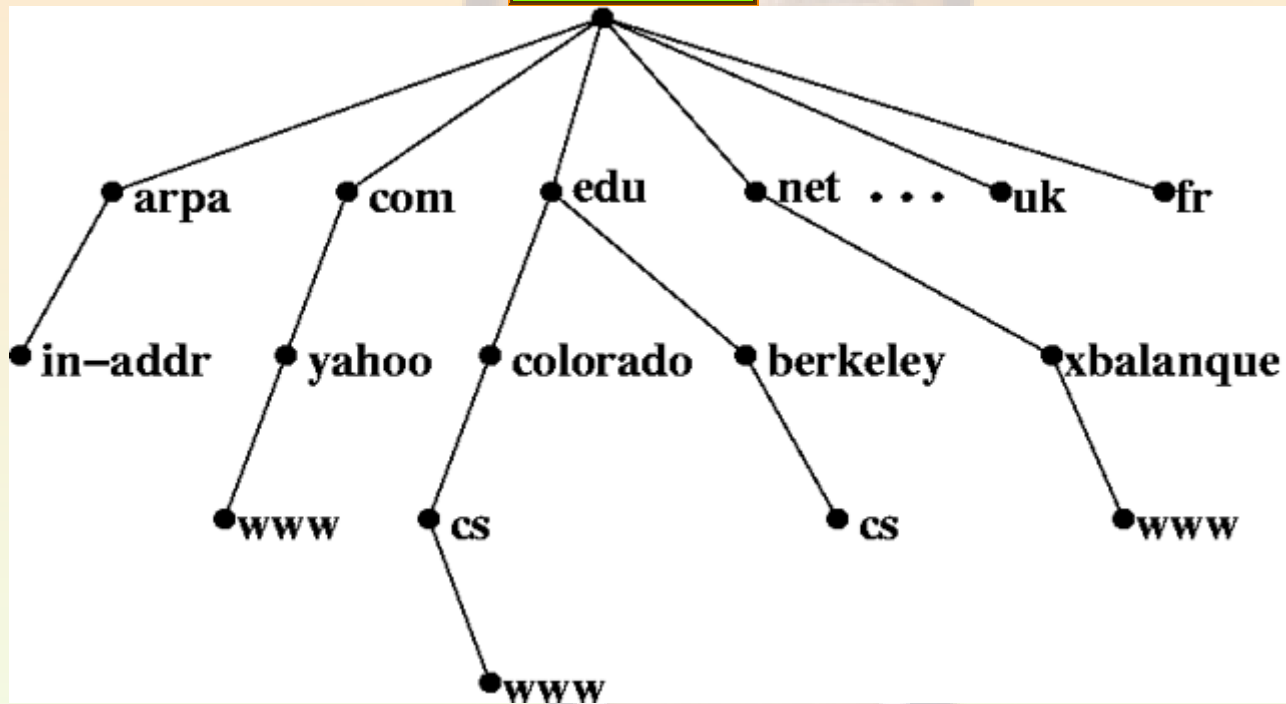 arpa com edu net . . . uk fr
in-addr yahoo colorado berkeley xbalanque
www cs cs www
www